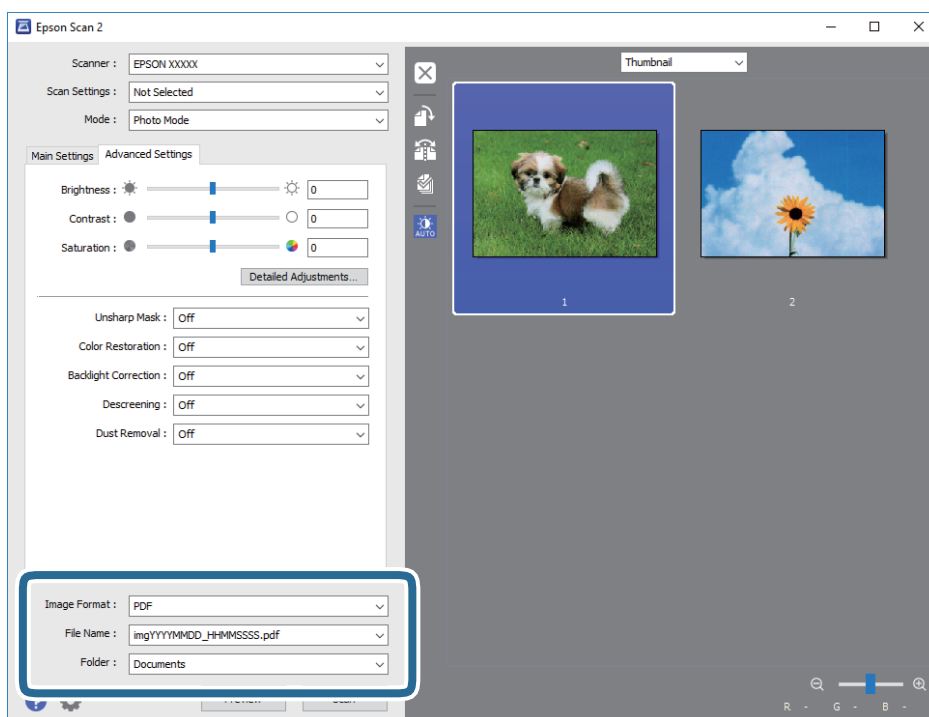 Epson Scan 2
Scanner : EPSON XXXXX
Scan Settings : Not Selected
Mode : Photo Mode
Main Settings Advanced Settings
Brightness : 0
Contrast : 0
Saturation : 0
Detailed Adjustments...
Unsharp Mask : Off
Color Restoration : Off
Backlight Correction : Off
Descreening : Off
Dust Removal : Off
Image Format : PDF
File Name : imgYYYYMMDD_HHMMSSSS.pdf
Folder : Documents
?
Thumbnail
AUTO
1
2
R - G - B -